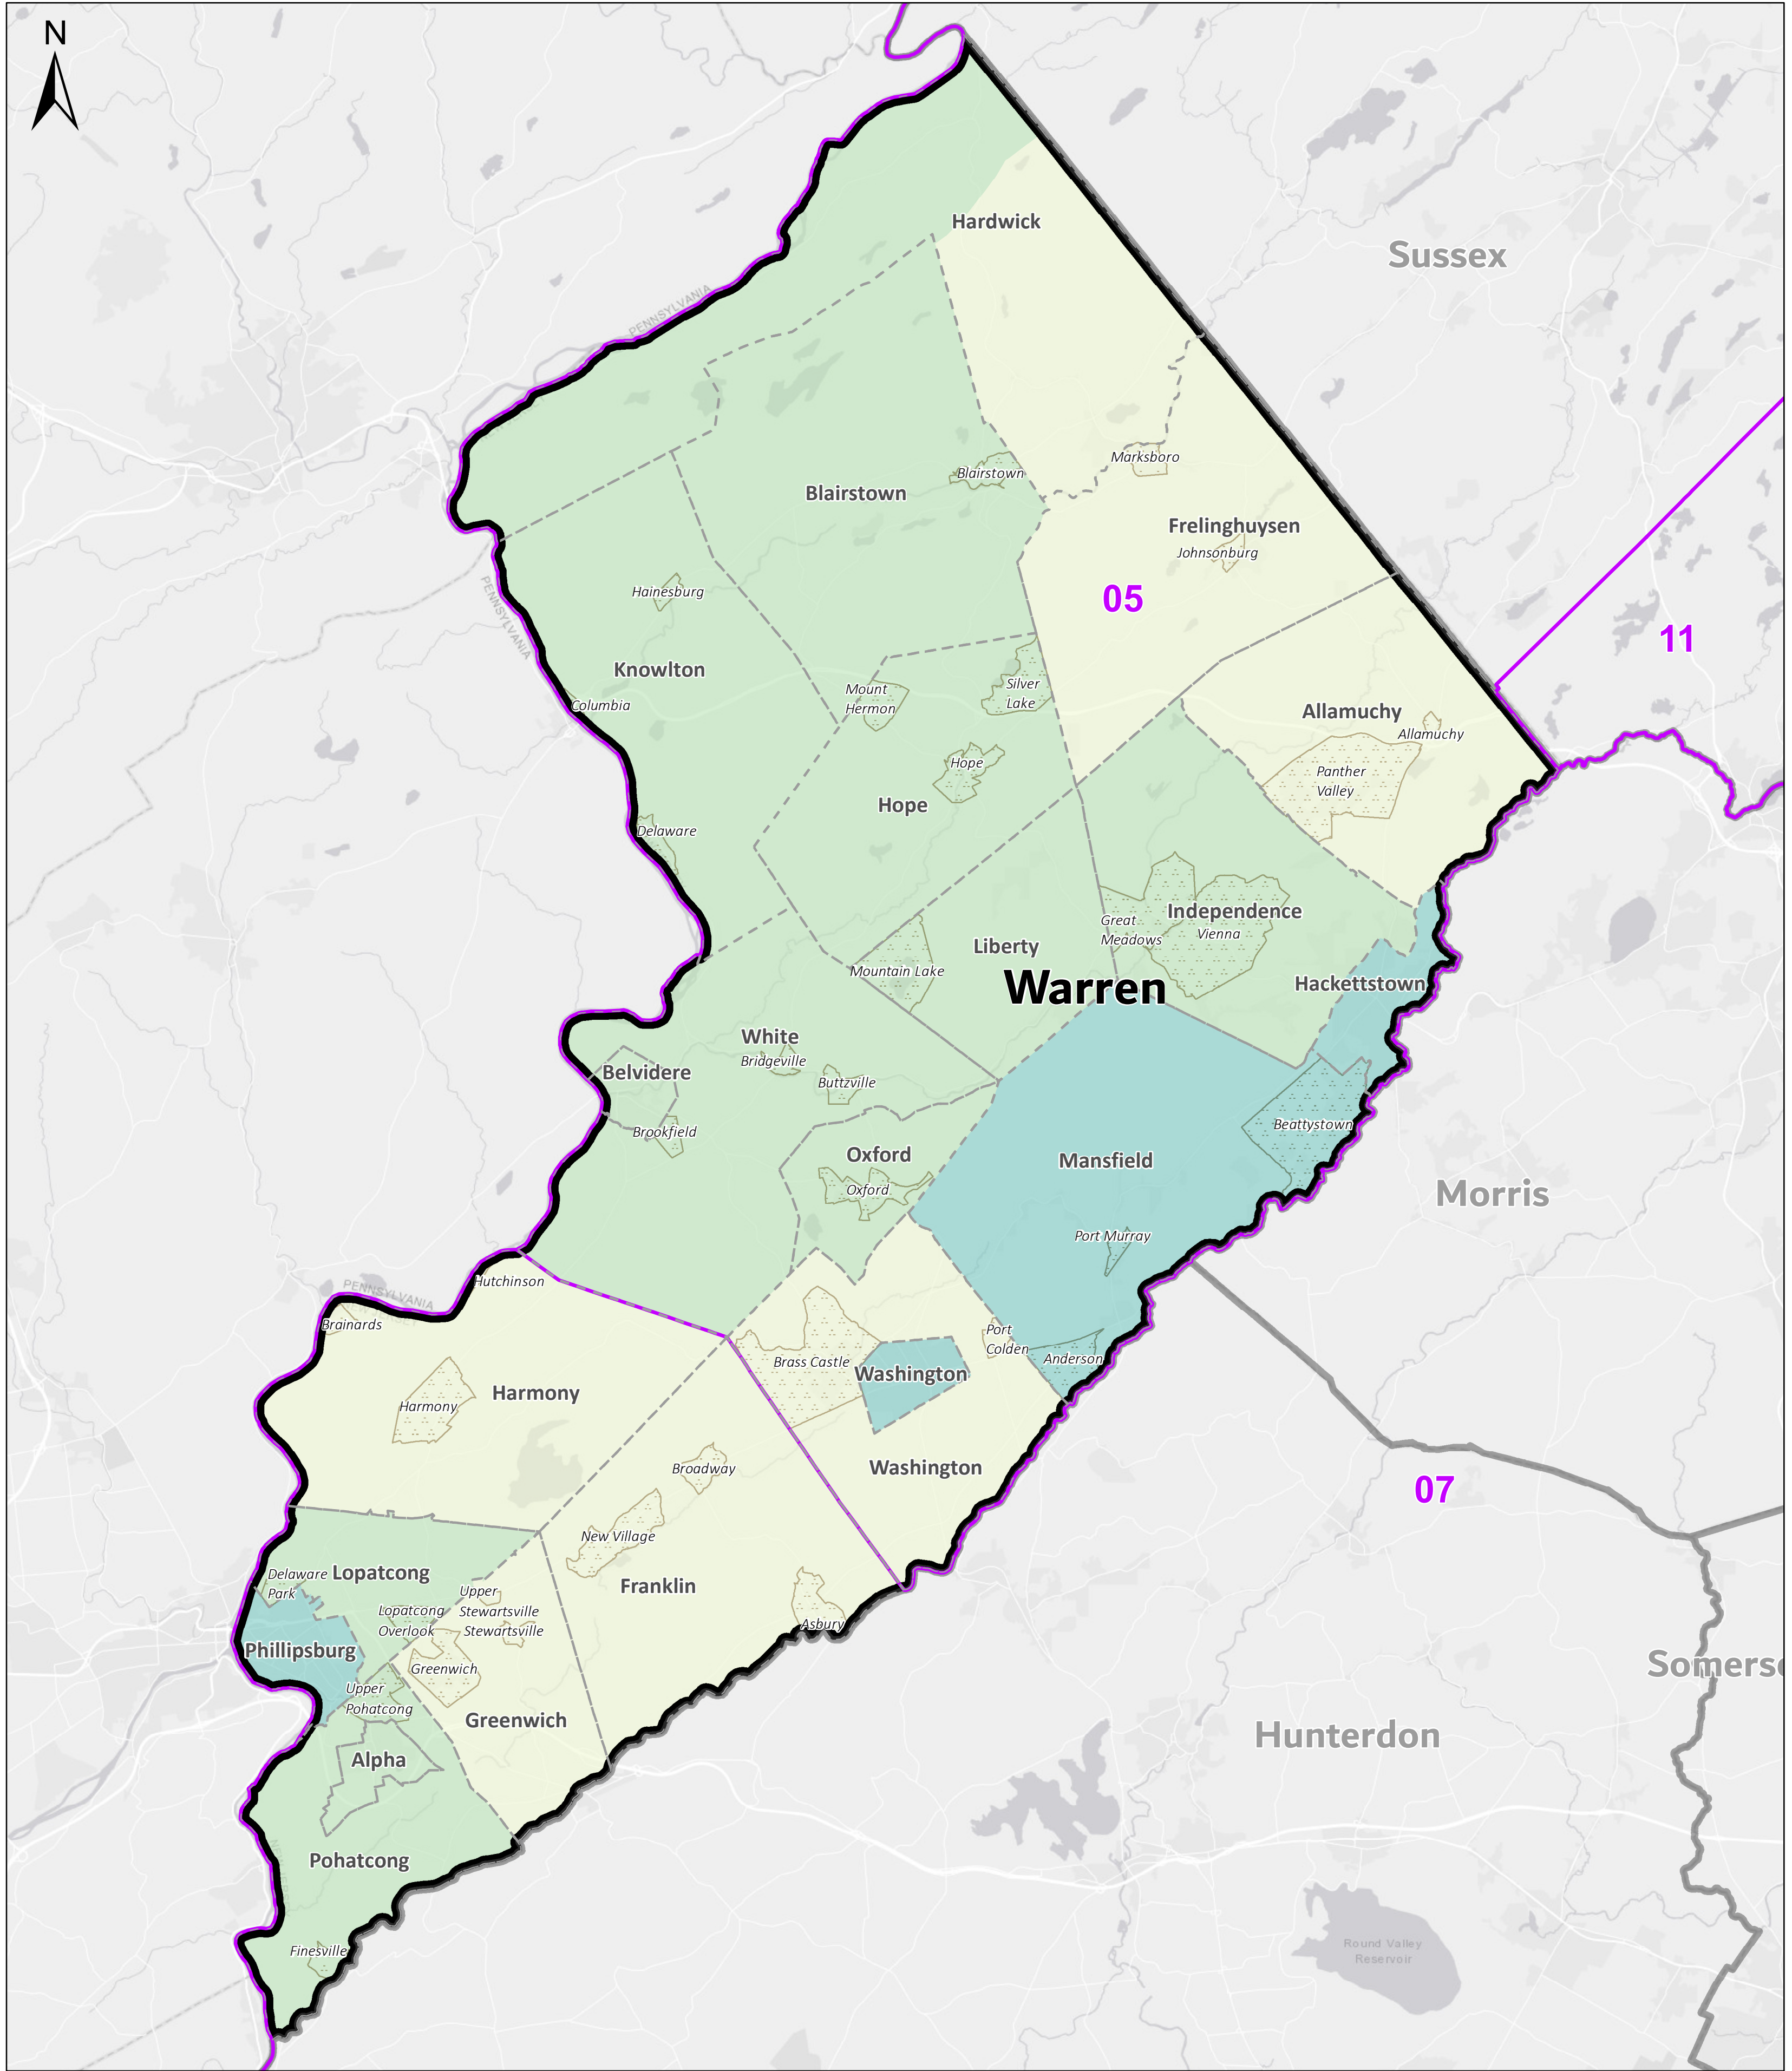 N
Sussex
Hardwick
PENNSYLVANIA
Marksboro
Blairstown
Blairstown
Frelinghuysen
Johnsonburg
PENNSYLVANIA
Hainesburg
05
11
Knowlton
Columbia
Mount
Hermon
Silver
Lake
Allamuchy
Allamuchy
Hope
Panther
Valley
Hope
Delaware
Independence
Great
Meadows
Vienna
Liberty
Mountain Lake
Warren
Hackettstown
White
Bridgeville
Belvidere
Buttzville
Brookfield
Beattystown
Oxford
Oxford
Mansfield
Morris
Port Murray
Hutchinson
PENNSYLVANIA
Brainards
Port
Colden
Anderson
Brass Castle
Washington
Harmony
Harmony
Broadway
Washington
07
New Village
Delaware
Park
Lopatcong
Franklin
Upper
Stewartsville
Lopatcong
Overlook
Stewartsville
Asbury
Phillipsburg
Greenwich
Somerse
Upper
Pohatcong
Greenwich
Hunterdon
Alpha
Pohatcong
Round Valley
Reservoir
Finesville